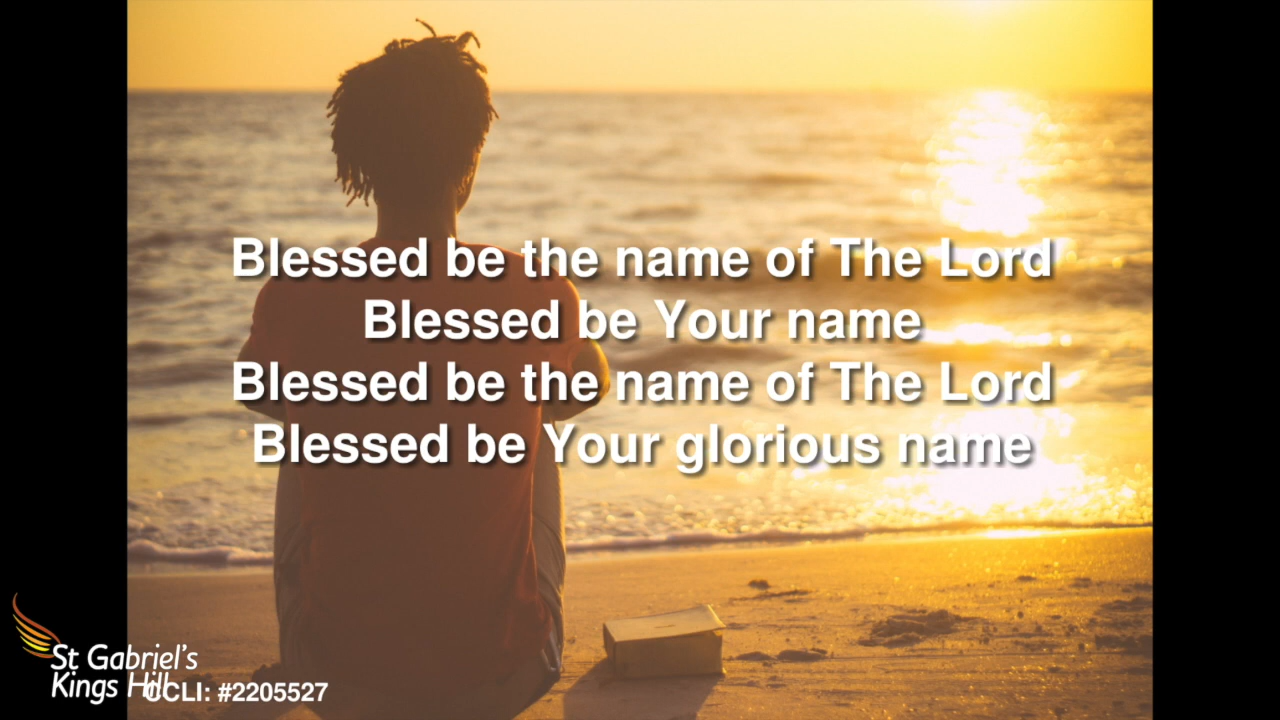 Blessed be the name of The Lord
Blessed be Your name
Blessed be the name of The Lord
Blessed be Your glorious name
St Gabriel's
Kings Hill
CCLI: #2205527